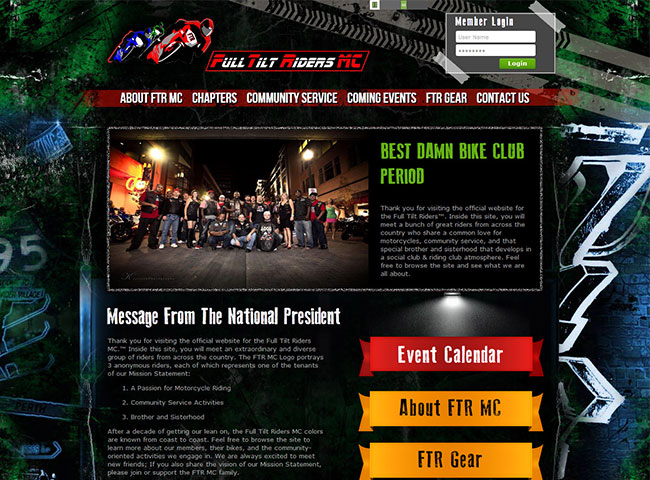 Member Login
User Name
********
Login
FULL TILT RIDERS MC
ABOUT FTR MC
CHAPTERS
COMMUNITY SERVICE
COMING EVENTS
FTR GEAR
CONTACT US
BEST DAMN BIKE CLUB
PERIOD
Thank you for visiting the official website for
the Full Tilt Riders™. Inside this site, you will
meet a bunch of great riders from across the
country who share a common love for
motorcycles, community service, and that
special brother and sisterhood that develops in
a social club & riding club atmosphere. Feel
free to browse the site and see what we are
all about.
Message From The National President
Thank you for visiting the official website for the Full Tilt Riders
MC.™ Inside this site, you will meet an extraordinary and diverse
group of riders from across the country. The FTR MC Logo portrays
3 anonymous riders, each of which represents one of the tenants
of our Mission Statement:
1. A Passion for Motorcycle Riding
2. Community Service Activities
3. Brother and Sisterhood
After a decade of getting our lean on, the Full Tilt Riders MC colors
are known from coast to coast. Feel free to browse the site to
learn more about our members, their bikes, and the community-
oriented activities we engage in. We are always excited to meet
new friends; If you also share the vision of our Mission Statement,
please join or support the FTR MC family.
Event Calendar
About FTR MC
FTR Gear
95